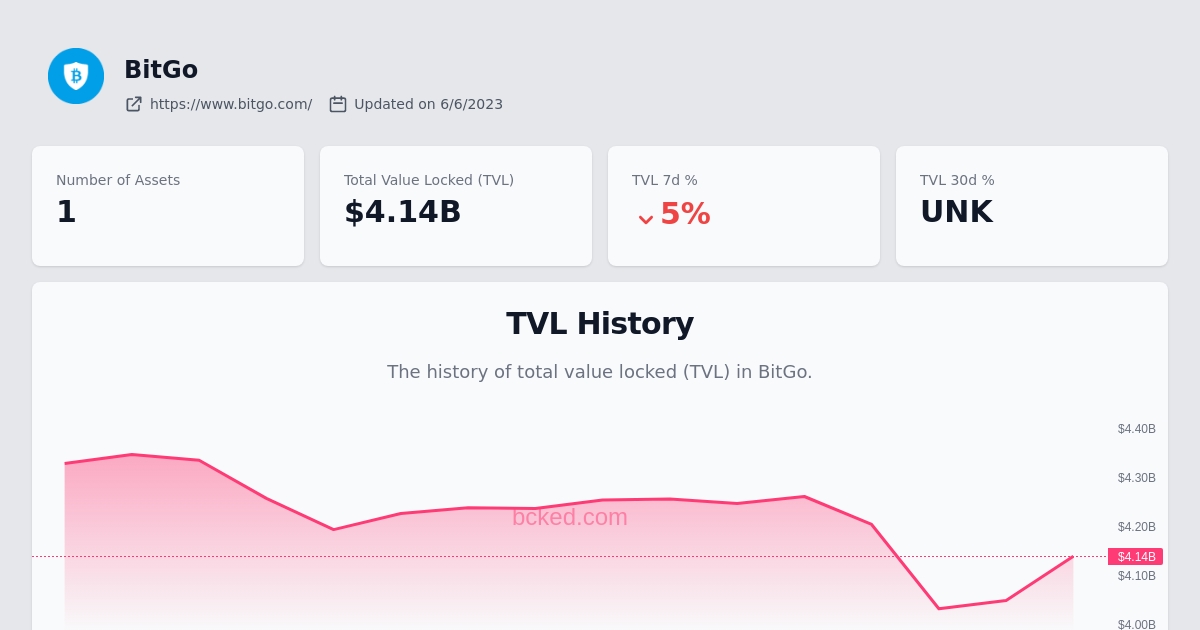 BitGo
https://www.bitgo.com/ Updated on 6/6/2023
Number of Assets
1
Total Value Locked (TVL)
$4.14B
TVL 7d %
5%
TVL 30d %
UNK
TVL History
The history of total value locked (TVL) in BitGo.
$4.40B
$4.30B
bcked.com
$4.20B
$4.14B
$4.10B
$4.00B